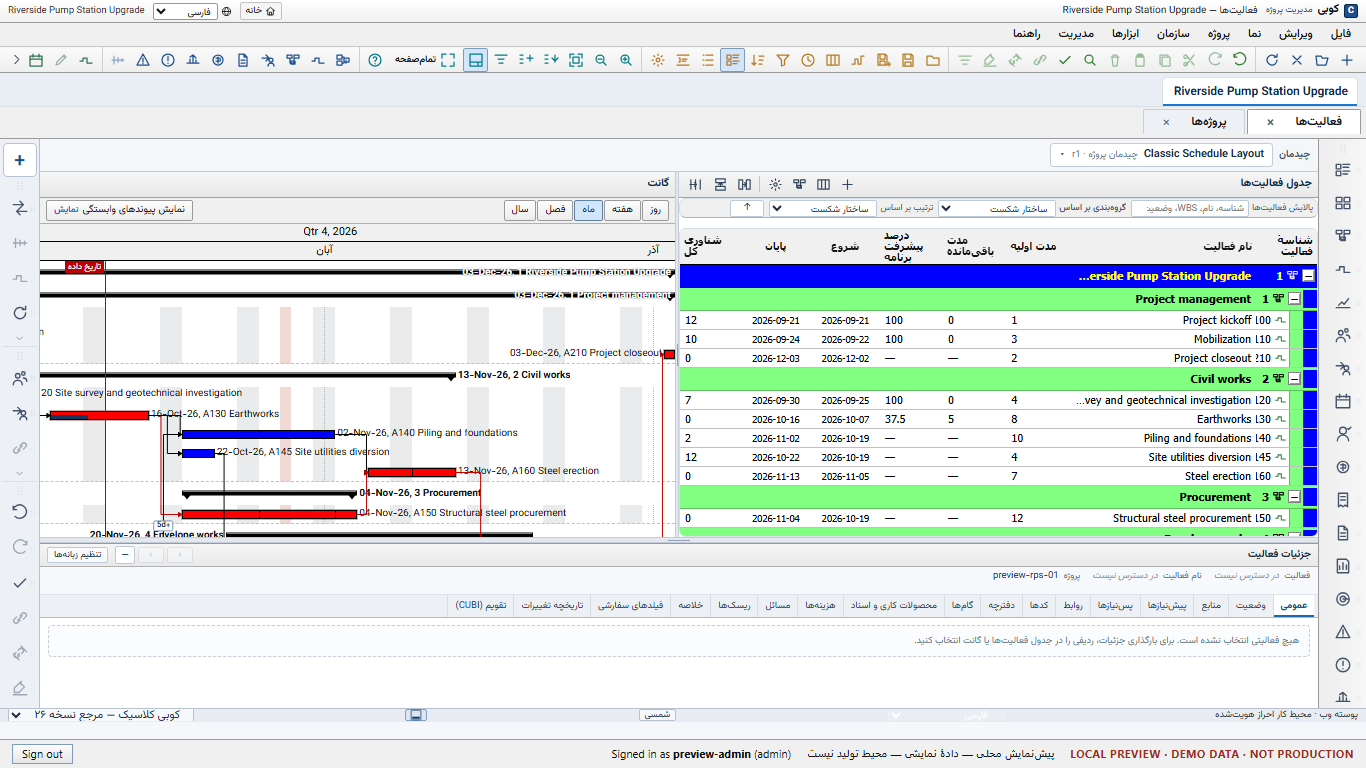 کوبی مدیریت پروژه فعالیت‌ها — Riverside Pump Station Upgrade
خانه
فارسی
Riverside Pump Station Upgrade
فایل ویرایش نما پروژه سازمان ابزارها مدیریت راهنما
تمام‌صفحه
Riverside Pump Station Upgrade
فعالیت‌ها ×
پروژه‌ها ×
چیدمان Classic Schedule Layout چیدمان پروژه · r1
جدول فعالیت‌ها
پالایش فعالیت‌ها شناسه، نام، WBS، وضعیت گروه‌بندی بر اساس ساختار شکست ترتیب بر اساس ساختار شکست
شناسه فعالیت نام فعالیت مدت اولیه مدت باقی‌مانده درصد پیشرفت برنامه شروع پایان شناوری کل
1 ...erside Pump Station Upgrade
1 Project management
100 Project kickoff 1 0 100 2026-09-21 2026-09-21 12
110 Mobilization 3 0 100 2026-09-22 2026-09-24 10
210 Project closeout 2 — — 2026-12-02 2026-12-03 0
2 Civil works
120 ...vey and geotechnical investigation 4 0 100 2026-09-25 2026-09-30 7
130 Earthworks 8 5 37.5 2026-10-07 2026-10-16 0
140 Piling and foundations 10 — — 2026-10-19 2026-11-02 2
145 Site utilities diversion 4 — — 2026-10-19 2026-10-22 12
160 Steel erection 7 — — 2026-11-05 2026-11-13 0
3 Procurement
150 Structural steel procurement 12 — — 2026-10-19 2026-11-04 0
گانت
روز هفته ماه فصل سال
نمایش پیوندهای وابستگی نمایش
Qtr 4, 2026
آذر
آبان
تاریخ داده
03-Dec-26, 1 Riverside Pump Station Upgrade
03-Dec-26, 1 Project management
03-Dec-26, A210 Project closeout
13-Nov-26, 2 Civil works
20 Site survey and geotechnical investigation
16-Oct-26, A130 Earthworks
02-Nov-26, A140 Piling and foundations
22-Oct-26, A145 Site utilities diversion
13-Nov-26, A160 Steel erection
04-Nov-26, 3 Procurement
04-Nov-26, A150 Structural steel procurement
20-Nov-26, 4 Envelope works
جزئیات فعالیت
تنظیم زبانه‌ها
فعالیت در دسترس نیست نام فعالیت در دسترس نیست پروژه preview-rps-01
عمومی وضعیت منابع پیش‌نیازها پس‌نیازها روابط کدها دفترچه گام‌ها محصولات کاری و اسناد هزینه‌ها مسائل ریسک‌ها خلاصه فیلدهای سفارشی تاریخچه تغییرات تقویم (CUBI)
هیچ فعالیتی انتخاب نشده است. برای بارگذاری جزئیات، ردیفی را در جدول فعالیت‌ها یا گانت انتخاب کنید.
پوسته وب · محیط کار احراز هویت‌شده
فارسی
شمسی
کوبی کلاسیک — مرجع نسخه ۲۶
LOCAL PREVIEW · DEMO DATA · NOT PRODUCTION
پیش‌نمایش محلی — دادهٔ نمایشی — محیط تولید نیست
Signed in as preview-admin (admin)
Sign out